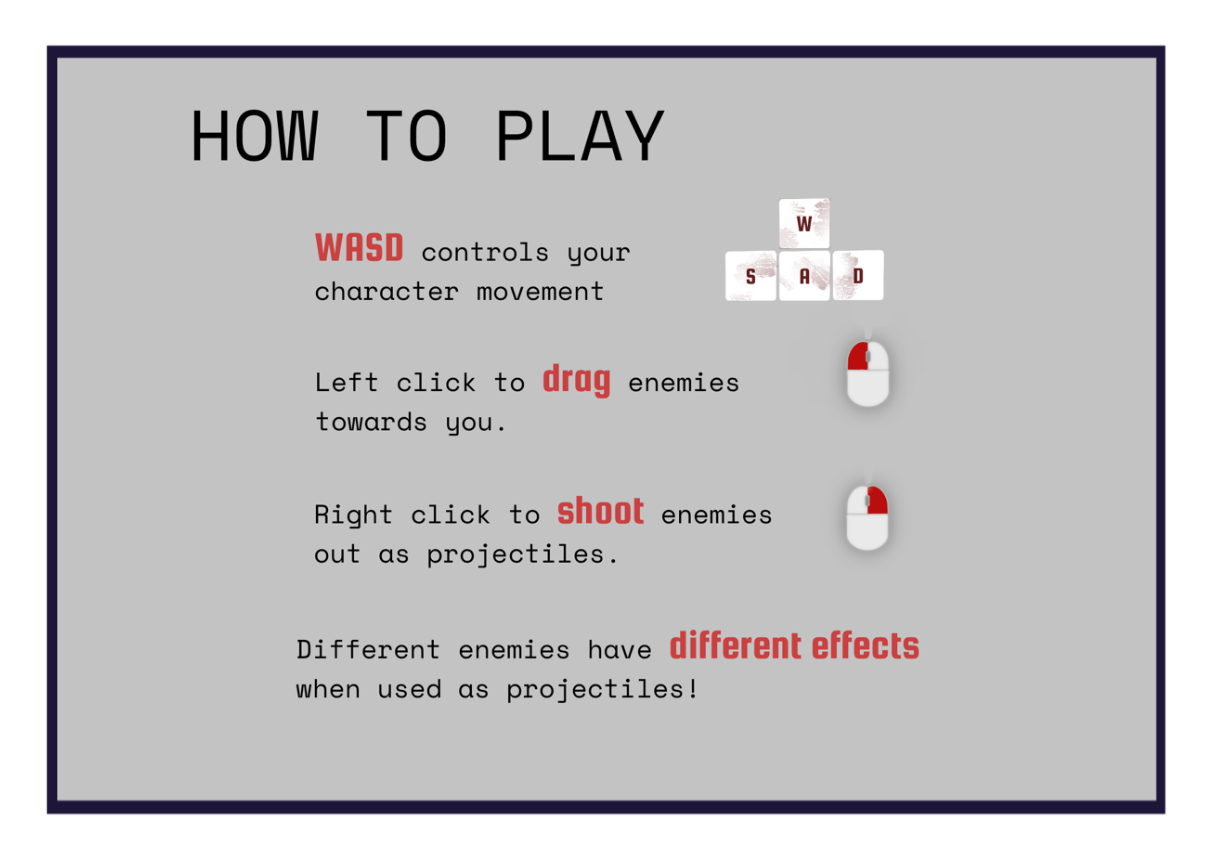 HOW TO PLAY
WASD controls your
character movement
W
S A D
Left click to drag enemies
towards you.
Right click to shoot enemies
out as projectiles.
Different enemies have different effects
when used as projectiles!